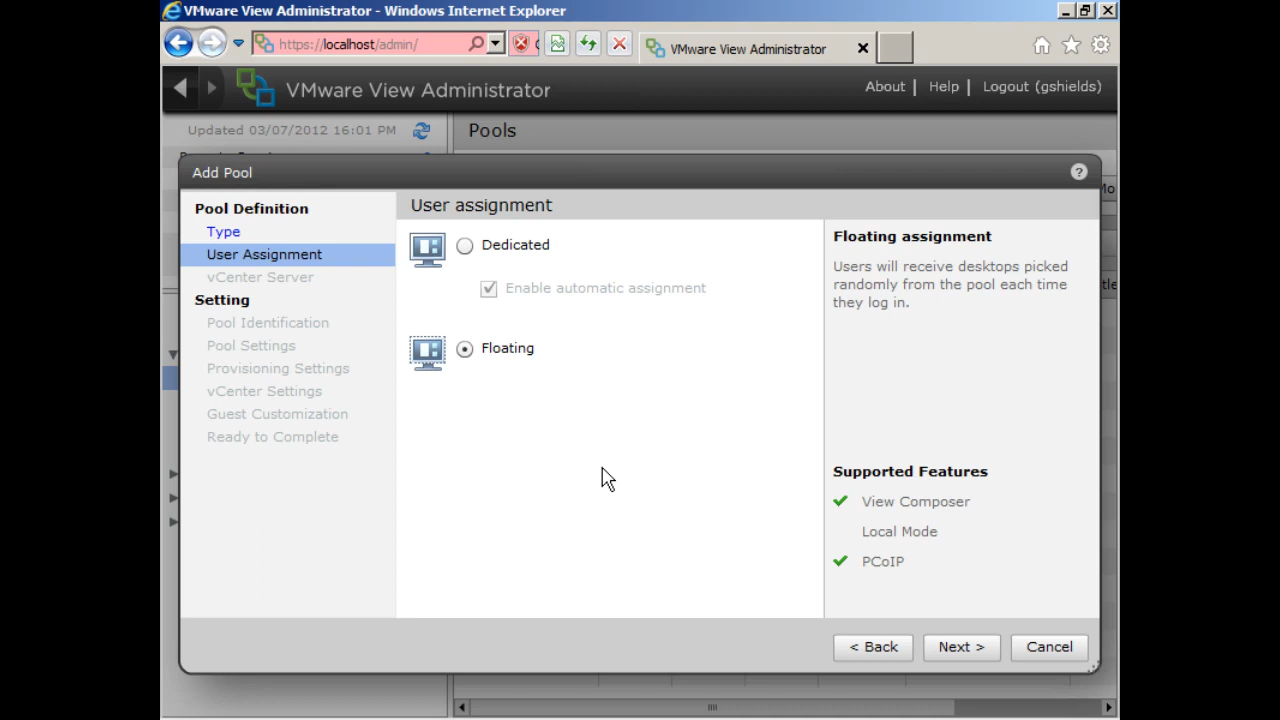 VMware View Administrator - Windows Internet Explorer
https://localhost/admin/
VMware View Administrator
VMware View Administrator
About | Help | Logout (gshields)
Updated 03/07/2012 16:01 PM
Pools
Add Pool
Pool Definition
Type
User Assignment
vCenter Server
Setting
Pool Identification
Pool Settings
Provisioning Settings
vCenter Settings
Guest Customization
Ready to Complete
User assignment
Dedicated
Enable automatic assignment
Floating
Floating assignment
Users will receive desktops picked
randomly from the pool each time
they log in.
Supported Features
View Composer
Local Mode
PCoIP
< Back
Next >
Cancel